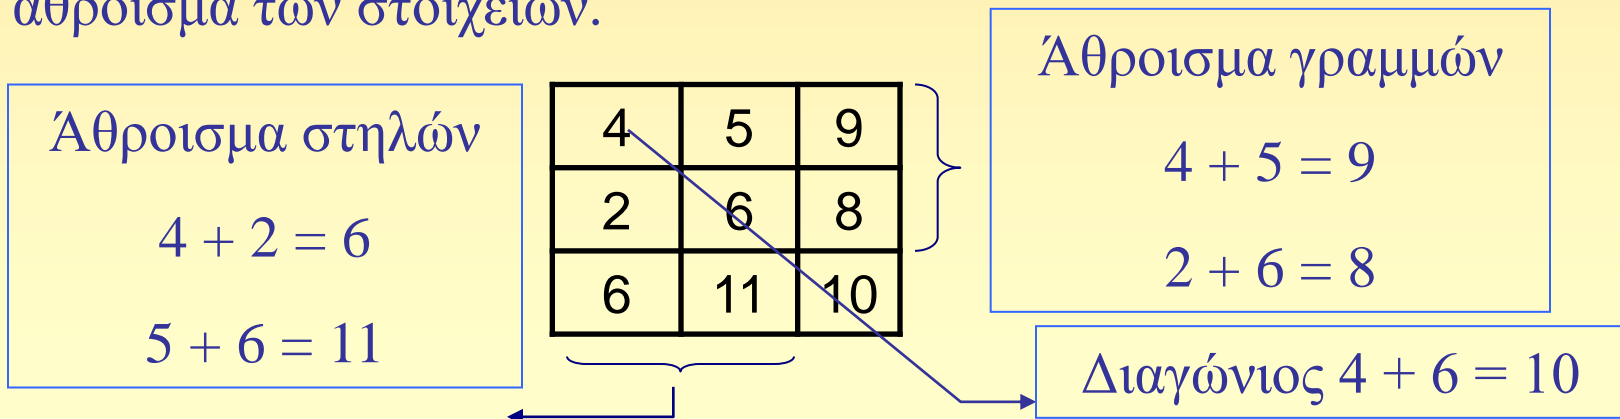 άθροισμα των στοιχείων.
Άθροισμα στηλών
4 + 2 = 6
5 + 6 = 11
4 5 9
2 6 8
6 11 10
Άθροισμα γραμμών
4 + 5 = 9
2 + 6 = 8
Διαγώνιος 4 + 6 = 10